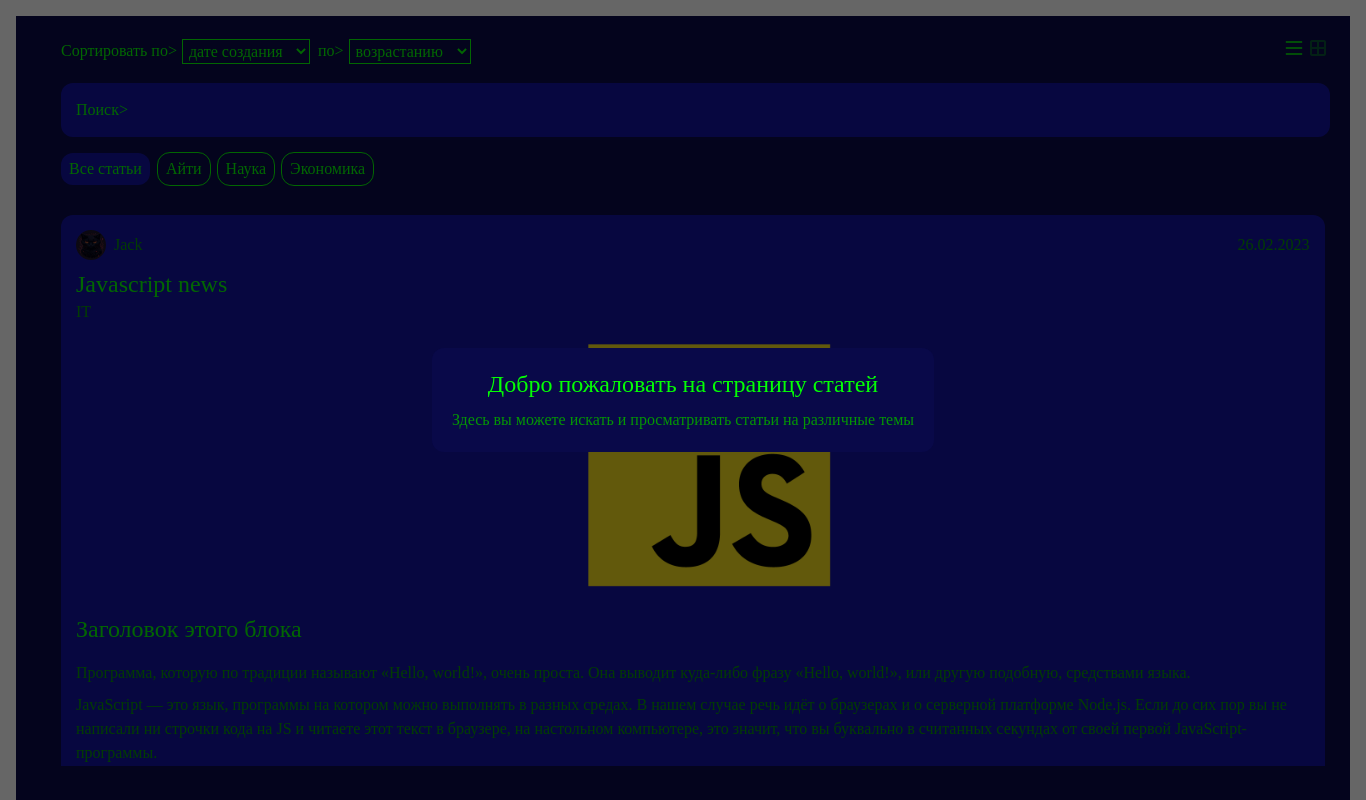 Сортировать по> дате создания по> возрастанию
Поиск>
Все статьи Айти Наука Экономика
Jack 26.02.2023
Javascript news
IT
Добро пожаловать на страницу статей
Здесь вы можете искать и просматривать статьи на различные темы
JS
Заголовок этого блока
Программа, которую по традиции называют «Hello, world!», очень проста. Она выводит куда-либо фразу «Hello, world!», или другую подобную, средствами языка.
JavaScript — это язык, программы на котором можно выполнять в разных средах. В нашем случае речь идёт о браузерах и о серверной платформе Node.js. Если до сих пор вы не
написали ни строчки кода на JS и читаете этот текст в браузере, на настольном компьютере, это значит, что вы буквально в считанных секундах от своей первой JavaScript-
программы.